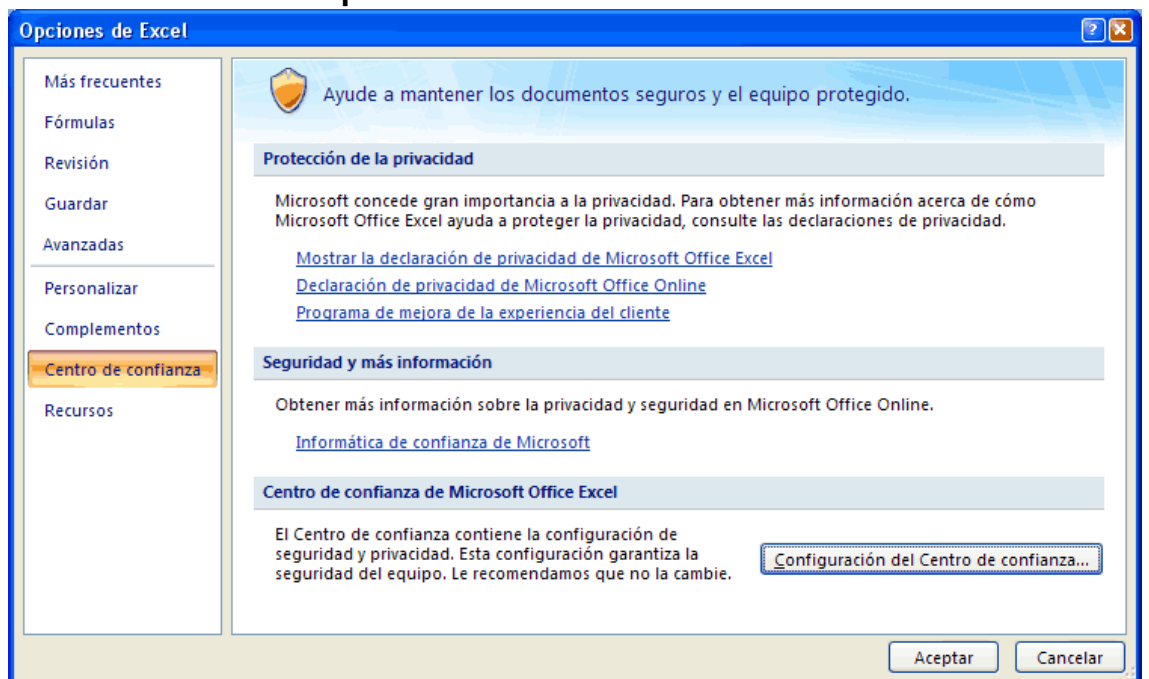 Opciones de Excel
Más frecuentes
Fórmulas
Revisión
Guardar
Avanzadas
Personalizar
Complementos
Centro de confianza
Recursos
Ayude a mantener los documentos seguros y el equipo protegido.
Protección de la privacidad
Microsoft concede gran importancia a la privacidad. Para obtener más información acerca de cómo
Microsoft Office Excel ayuda a proteger la privacidad, consulte las declaraciones de privacidad.
Mostrar la declaración de privacidad de Microsoft Office Excel
Declaración de privacidad de Microsoft Office Online
Programa de mejora de la experiencia del cliente
Seguridad y más información
Obtener más información sobre la privacidad y seguridad en Microsoft Office Online.
Informática de confianza de Microsoft
Centro de confianza de Microsoft Office Excel
El Centro de confianza contiene la configuración de
seguridad y privacidad. Esta configuración garantiza la
seguridad del equipo. Le recomendamos que no la cambie.
Configuración del Centro de confianza...
Aceptar
Cancelar